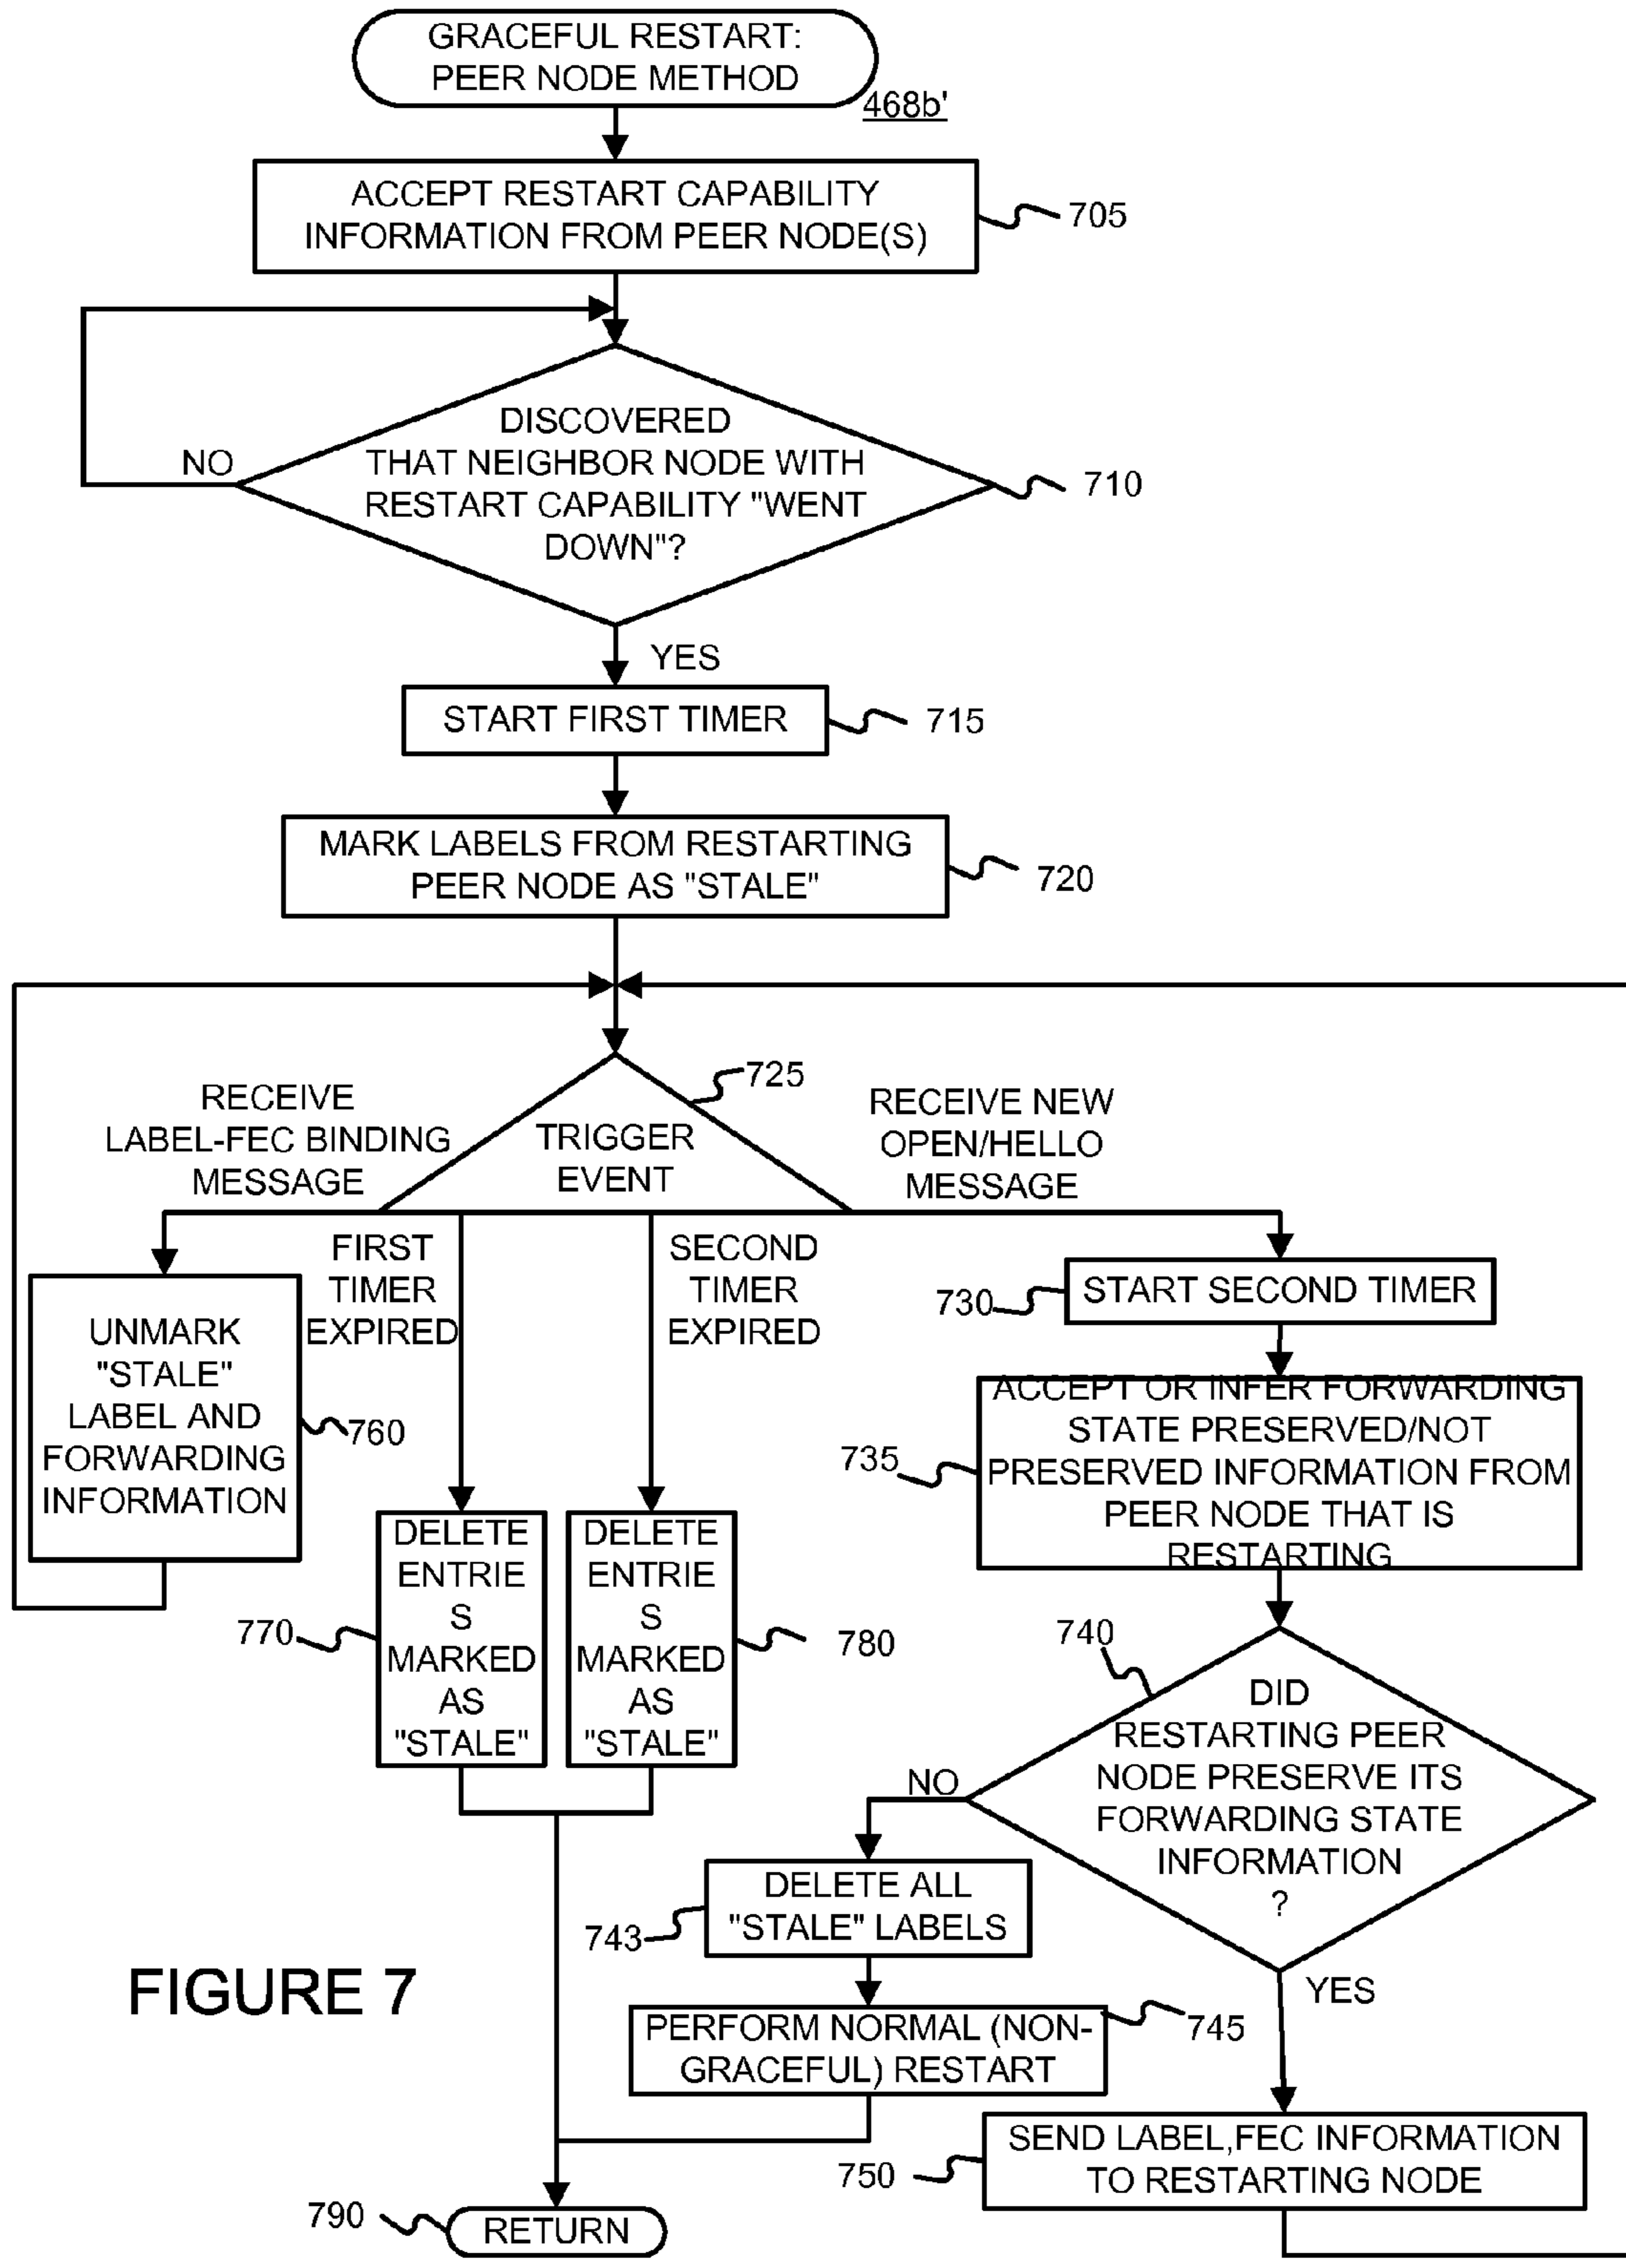 GRACEFUL RESTART:
PEER NODE METHOD
468b'
ACCEPT RESTART CAPABILITY
INFORMATION FROM PEER NODE(S)
705
DISCOVERED
THAT NEIGHBOR NODE WITH
RESTART CAPABILITY "WENT
DOWN"?
NO
710
YES
START FIRST TIMER
715
MARK LABELS FROM RESTARTING
PEER NODE AS "STALE"
720
725
TRIGGER
EVENT
RECEIVE
LABEL-FEC BINDING
MESSAGE
RECEIVE NEW
OPEN/HELLO
MESSAGE
FIRST
TIMER
EXPIRED
SECOND
TIMER
EXPIRED
UNMARK
"STALE"
LABEL AND
FORWARDING
INFORMATION
760
730
START SECOND TIMER
735
ACCEPT OR INFER FORWARDING
STATE PRESERVED/NOT
PRESERVED INFORMATION FROM
PEER NODE THAT IS
RESTARTING
770
DELETE
ENTRIE
S
MARKED
AS
"STALE"
DELETE
ENTRIE
S
MARKED
AS
"STALE"
780
740
DID
RESTARTING PEER
NODE PRESERVE ITS
FORWARDING STATE
INFORMATION
?
NO
YES
743
DELETE ALL
"STALE" LABELS
PERFORM NORMAL (NON-
GRACEFUL) RESTART
745
750
SEND LABEL,FEC INFORMATION
TO RESTARTING NODE
790
RETURN
FIGURE 7